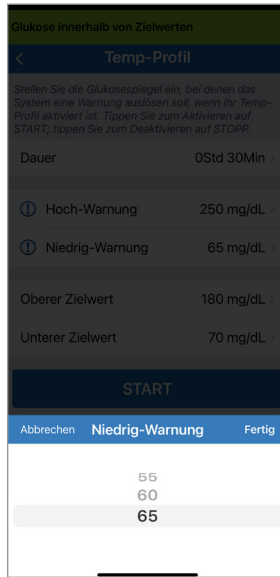 Glukose innerhalb von Zielwerten
Temp-Profil
Stellen Sie die Glukosespiegel ein, bei denen das
System eine Warnung auslösen soll, wenn Ihr Temp-
Profil aktiviert ist. Tippen Sie zum Aktivieren auf
START; tippen Sie zum Deaktivieren auf STOPP.
Dauer 0Std 30Min
Hoch-Warnung 250 mg/dL
Niedrig-Warnung 65 mg/dL
Oberer Zielwert 180 mg/dL
Unterer Zielwert 70 mg/dL
START
Abbrechen Niedrig-Warnung Fertig
55
60
65